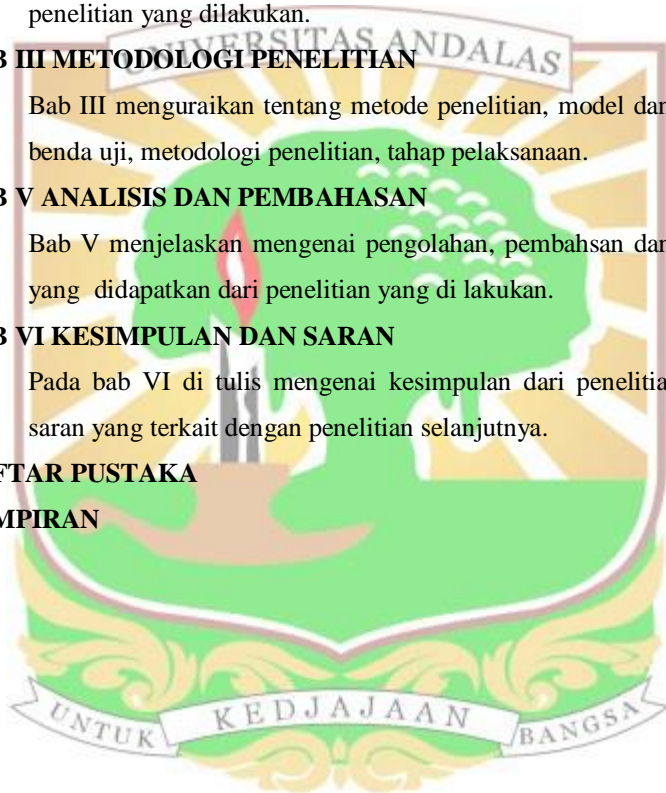 penelitian yang dilakukan.
UNIVERSITAS ANDALAS
B III METODOLOGI PENELITIAN
Bab III menguraikan tentang metode penelitian, model dan
benda uji, metodologi penelitian, tahap pelaksanaan.
B V ANALISIS DAN PEMBAHASAN
Bab V menjelaskan mengenai pengolahan, pembahsan dan
yang didapatkan dari penelitian yang di lakukan.
B VI KESIMPULAN DAN SARAN
Pada bab VI di tulis mengenai kesimpulan dari penelitia
saran yang terkait dengan penelitian selanjutnya.
FTAR PUSTAKA
MPIRAN
UNTUK KEDJAJAAN BANGSA